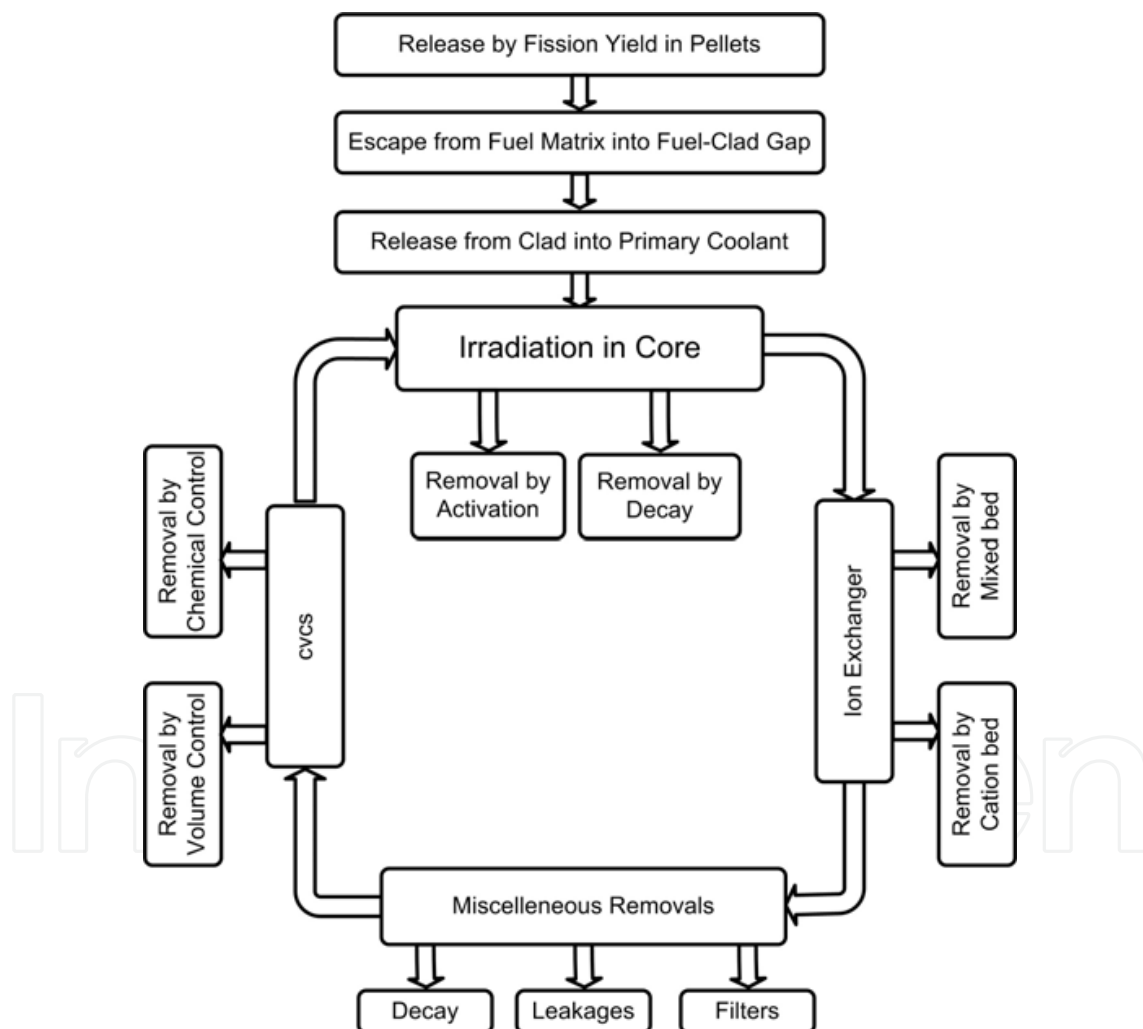 Release by Fission Yield in Pellets
Escape from Fuel Matrix into Fuel-Clad Gap
Release from Clad into Primary Coolant
Irradiation in Core
Removal by
Activation
Removal by
Decay
Removal by
Chemical Control
cvcs
Removal by
Volume Control
Ion Exchanger
Removal by
Mixed bed
Removal by
Cation bed
Miscelleneous Removals
Decay
Leakages
Filters